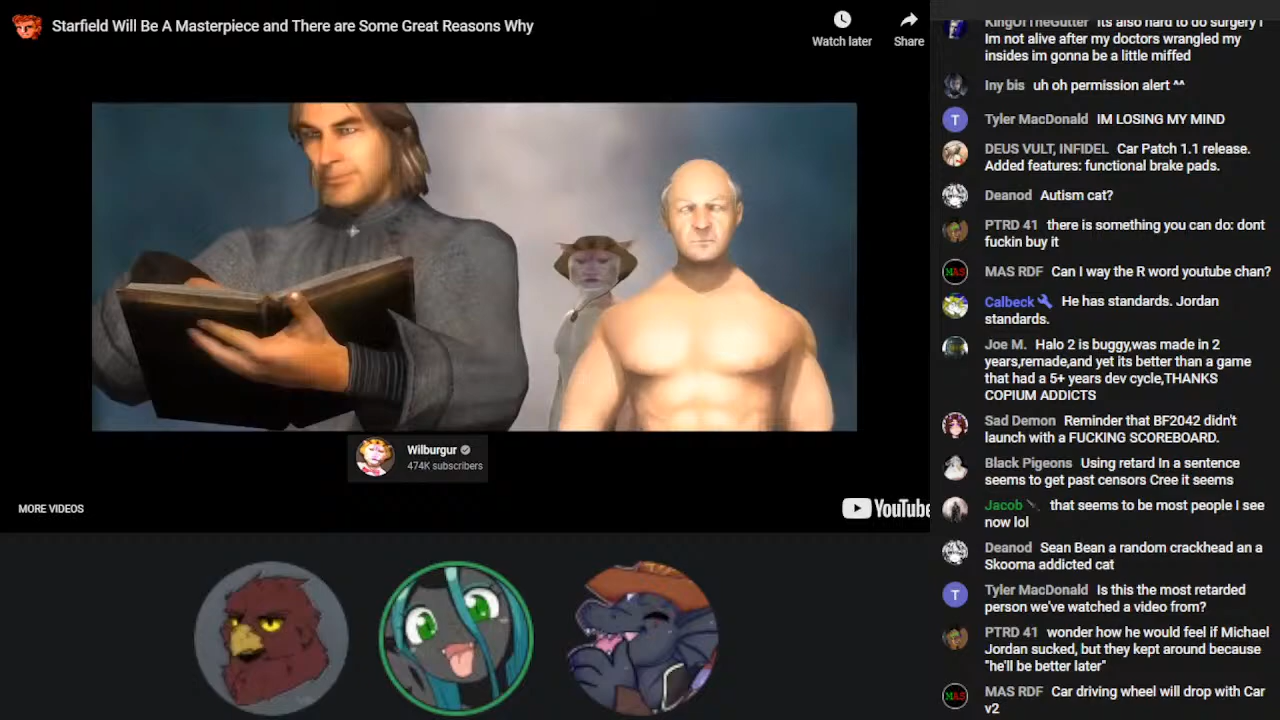 Starfield Will Be A Masterpiece and There are Some Great Reasons Why
Watch later
Share
Wilburgur
474K subscribers
MORE VIDEOS
YouTube
KingOfTheGutter its also hard to do surgery I
Im not alive after my doctors wrangled my
insides im gonna be a little miffed
Iny bis uh oh permission alert ^^
T
Tyler MacDonald IM LOSING MY MIND
DEUS VULT, INFIDEL Car Patch 1.1 release.
Added features: functional brake pads.
Deanod Autism cat?
PTRD 41 there is something you can do: dont
fuckin buy it
MAS
MAS RDF Can I way the R word youtube chan?
Calbeck He has standards. Jordan
standards.
Joe M. Halo 2 is buggy,was made in 2
years,remade,and yet its better than a game
that had a 5+ years dev cycle,THANKS
COPIUM ADDICTS
Sad Demon Reminder that BF2042 didn't
launch with a FUCKING SCOREBOARD.
Black Pigeons Using retard In a sentence
seems to get past censors Cree it seems
Jacob that seems to be most people I see
now lol
Deanod Sean Bean a random crackhead an a
Skooma addicted cat
T
Tyler MacDonald Is this the most retarded
person we've watched a video from?
PTRD 41 wonder how he would feel if Michael
Jordan sucked, but they kept around because
"he'll be better later"
MAS
MAS RDF Car driving wheel will drop with Car
v2